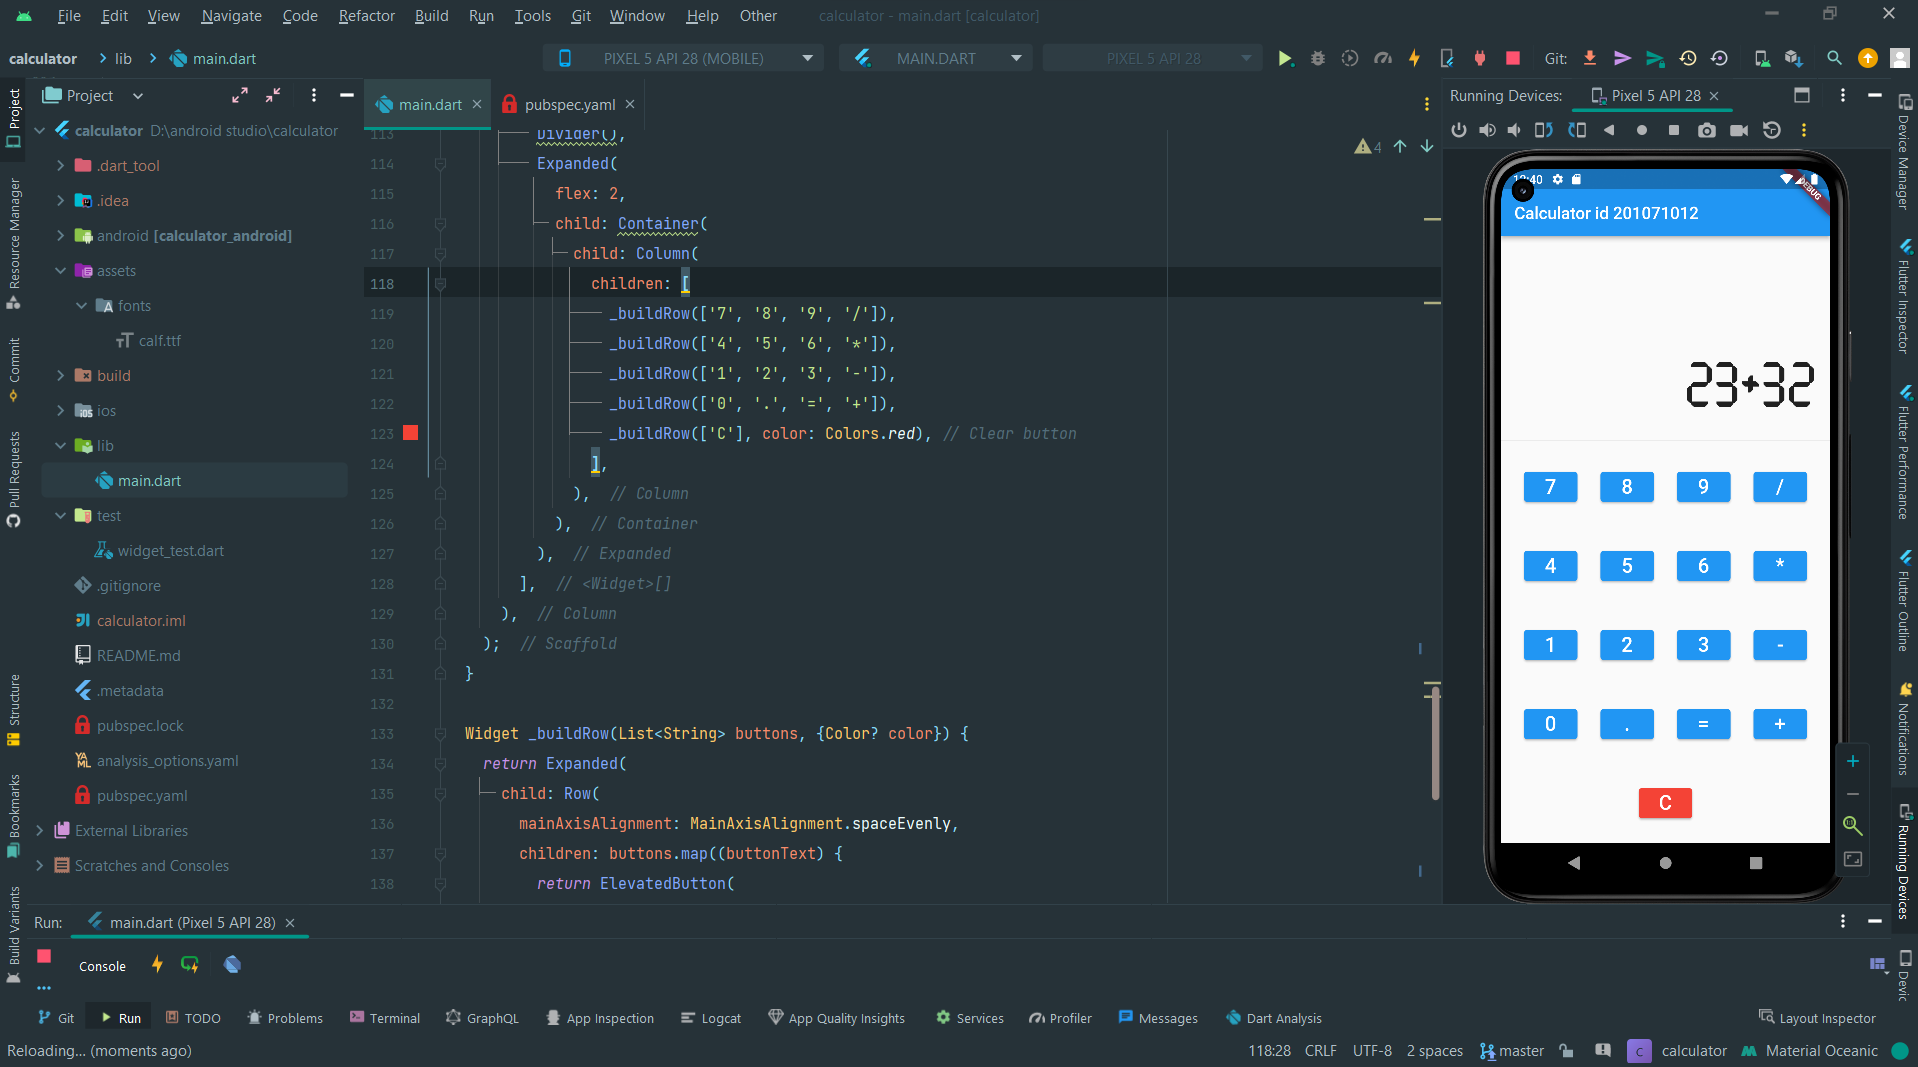 File Edit View Navigate Code Refactor Build Run Tools Git Window Help Other calculator - main.dart [calculator]
calculator lib main.dart PIXEL 5 API 28 (MOBILE) MAIN.DART PIXEL 5 API 28 Git:
Project
main.dart pubspec.yaml
Running Devices: Pixel 5 API 28
calculator D:\android studio\calculator
.dart_tool
.idea
android [calculator_android]
assets
fonts
calf.ttf
build
ios
lib
main.dart
test
widget_test.dart
.gitignore
calculator.iml
README.md
.metadata
pubspec.lock
analysis_options.yaml
pubspec.yaml
External Libraries
Scratches and Consoles
Project
Resource Manager
Commit
Pull Requests
Structure
Bookmarks
Build Variants
4
113 Divider(),
114 Expanded(
115 flex: 2,
116 child: Container(
117 child: Column(
118 children: [
119 _buildRow(['7', '8', '9', '/']),
120 _buildRow(['4', '5', '6', '*']),
121 _buildRow(['1', '2', '3', '-']),
122 _buildRow(['0', '.', '=', '+']),
123 _buildRow(['C'], color: Colors.red), // Clear button
124 ],
125 ), // Column
126 ), // Container
127 ), // Expanded
128 ], // <Widget>[]
129 ), // Column
130 ); // Scaffold
131 }
132
133 Widget _buildRow(List<String> buttons, {Color? color}) {
134 return Expanded(
135 child: Row(
136 mainAxisAlignment: MainAxisAlignment.spaceEvenly,
137 children: buttons.map((buttonText) {
138 return ElevatedButton(
DEBUG
Calculator id 201071012
23+32
7 8 9 /
4 5 6 *
1 2 3 -
0 . = +
C
Device Manager
Flutter Inspector
Flutter Performance
Flutter Outline
Notifications
Running Devices
Devic
Run: main.dart (Pixel 5 API 28)
Console
Git Run TODO Problems Terminal GraphQL App Inspection Logcat App Quality Insights Services Profiler Messages Dart Analysis Layout Inspector
Reloading... (moments ago) 118:28 CRLF UTF-8 2 spaces master C calculator Material Oceanic